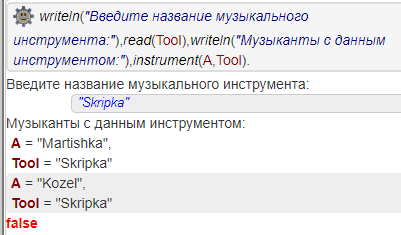 writeln("Введите название музыкального
инструмента:"),read(Tool),writeln("Музыканты с данным
инструментом:"),instrument(A,Tool).
Введите название музыкального инструмента:
"Skripka"
Музыканты с данным инструментом:
A = "Martishka",
Tool = "Skripka"
A = "Kozel",
Tool = "Skripka"
false